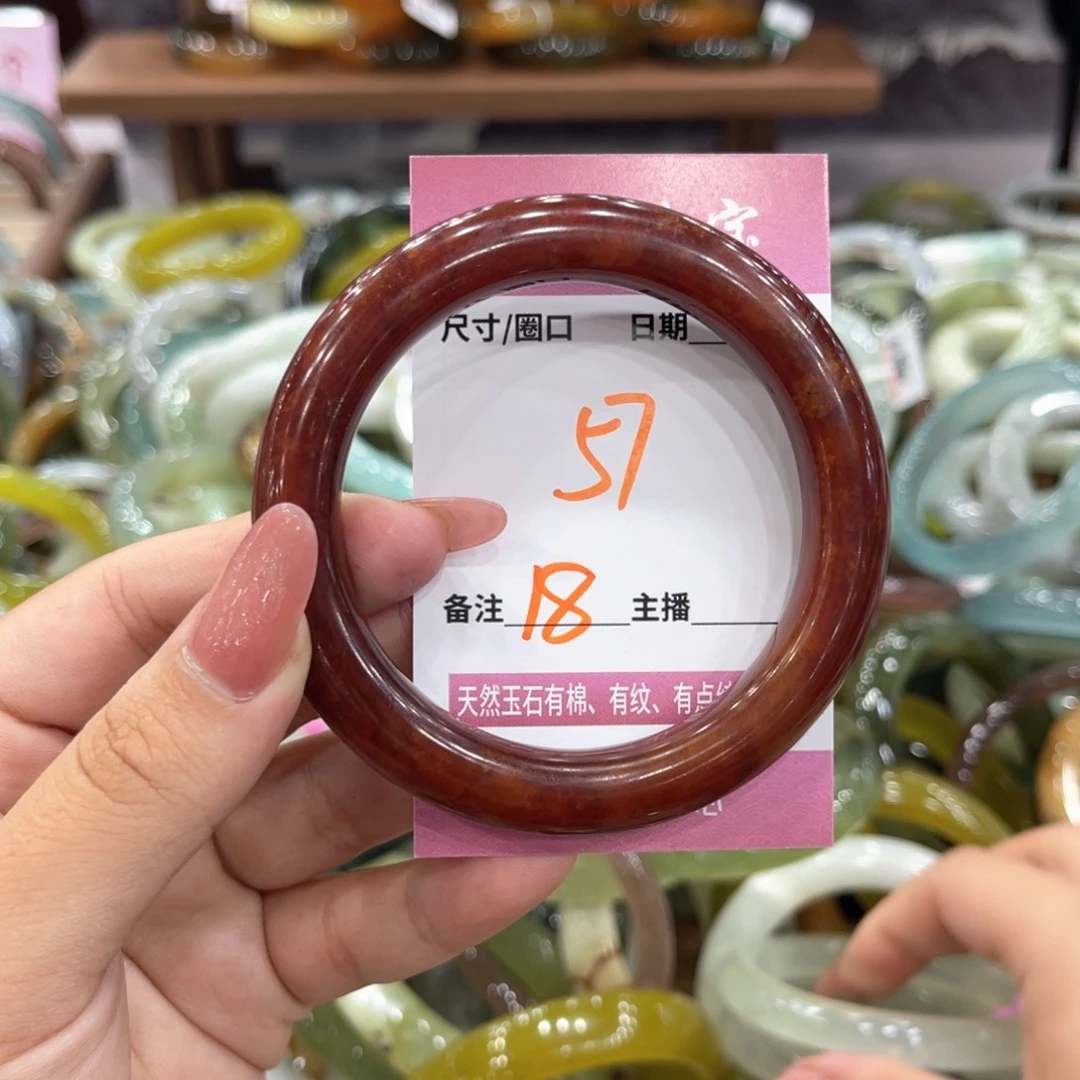 宝
尺寸/圈口 日期
57
备注 18 主播
天然玉石有棉、有纹、有点